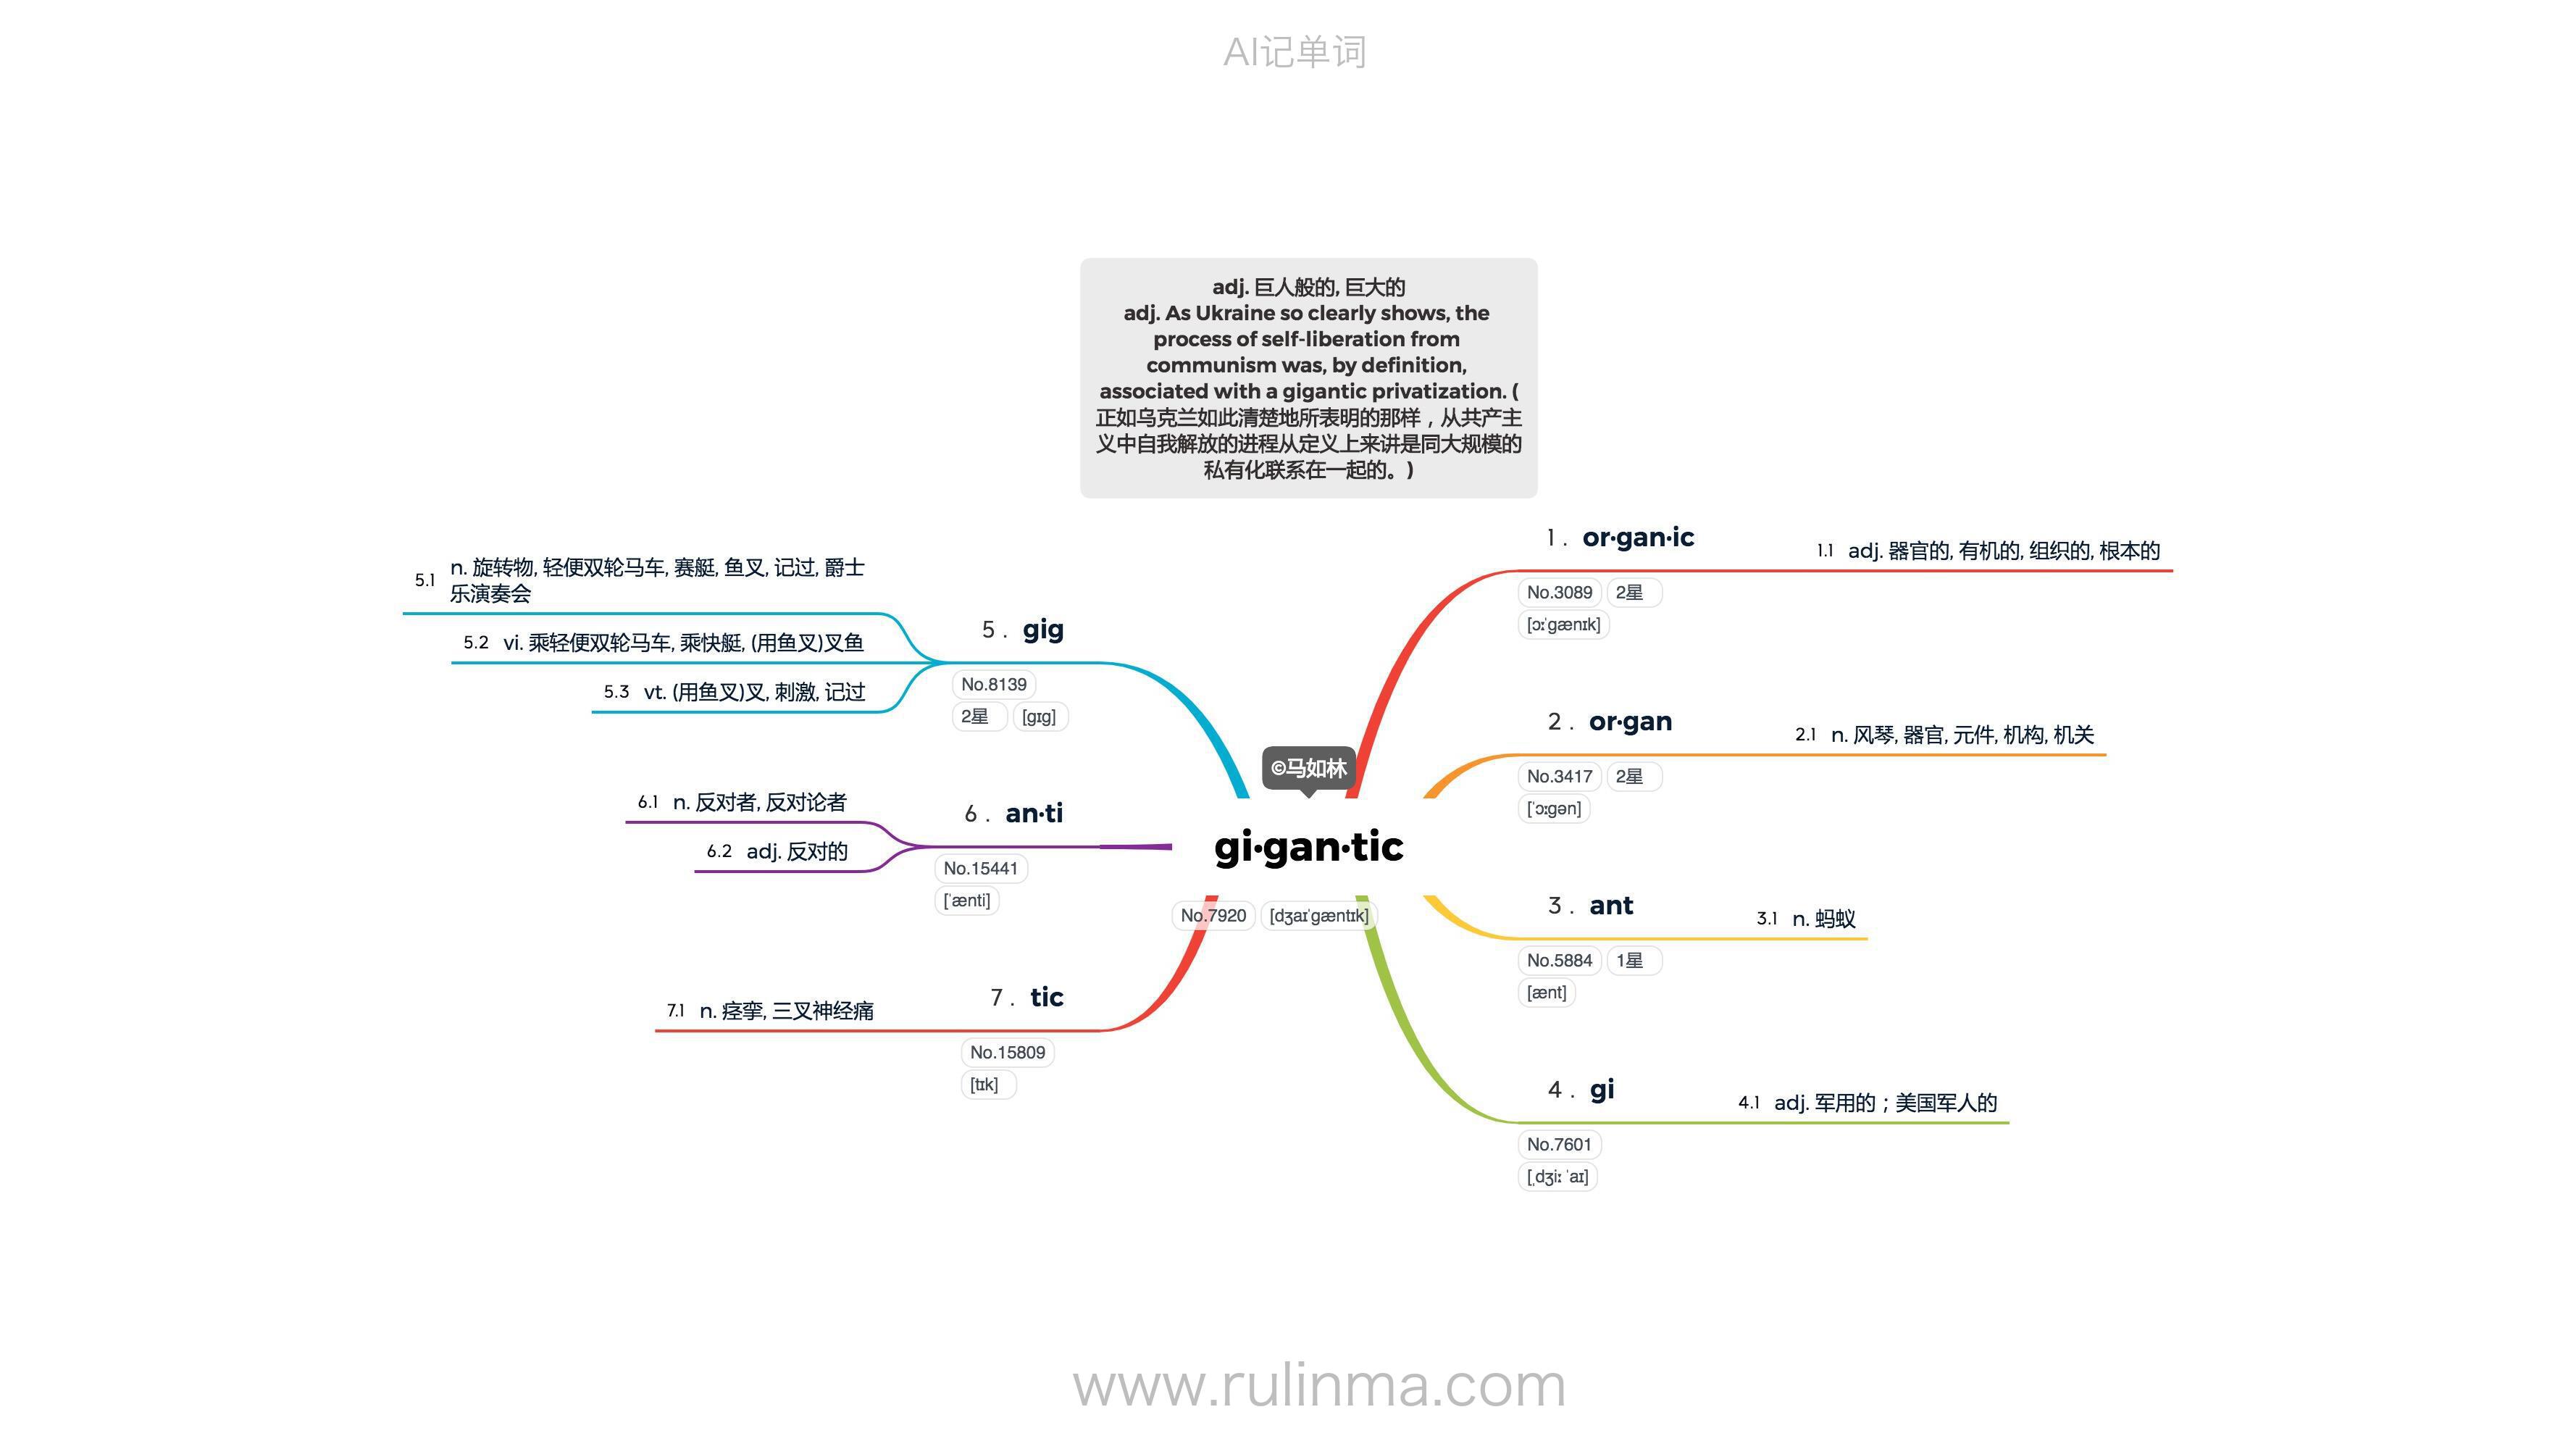 AI记单词
adj. 巨人般的, 巨大的
adj. As Ukraine so clearly shows, the
process of self-liberation from
communism was, by definition,
associated with a gigantic privatization. (
正如乌克兰如此清楚地所表明的那样，从共产主
义中自我解放的进程从定义上来讲是同大规模的
私有化联系在一起的。)
©马如林
gi·gan·tic
No.7920 [dʒaɪˈɡæntɪk]
1. or·gan·ic
No.3089 2星
[ɔːˈɡænɪk]
1.1 adj. 器官的, 有机的, 组织的, 根本的
2. or·gan
No.3417 2星
[ˈɔːɡən]
2.1 n. 风琴, 器官, 元件, 机构, 机关
3. ant
No.5884 1星
[ænt]
3.1 n. 蚂蚁
4. gi
No.7601
[ˌdʒiː ˈaɪ]
4.1 adj. 军用的；美国军人的
5. gig
No.8139
2星 [ɡɪɡ]
5.1 n. 旋转物, 轻便双轮马车, 赛艇, 鱼叉, 记过, 爵士
乐演奏会
5.2 vi. 乘轻便双轮马车, 乘快艇, (用鱼叉)叉鱼
5.3 vt. (用鱼叉)叉, 刺激, 记过
6. an·ti
No.15441
[ˈænti]
6.1 n. 反对者, 反对论者
6.2 adj. 反对的
7. tic
No.15809
[tɪk]
7.1 n. 痉挛, 三叉神经痛
www.rulinma.com